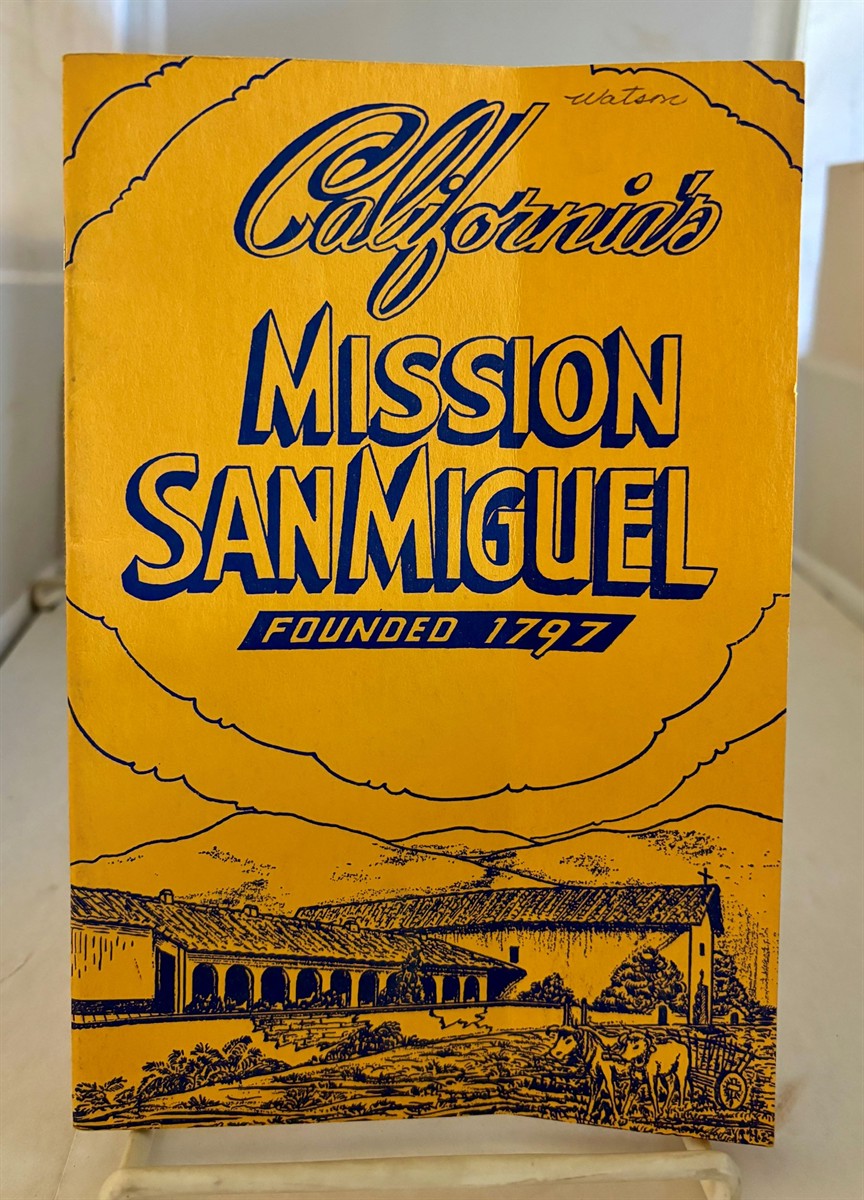 Watson
California's
MISSION
SAN MIGUEL
FOUNDED 1797